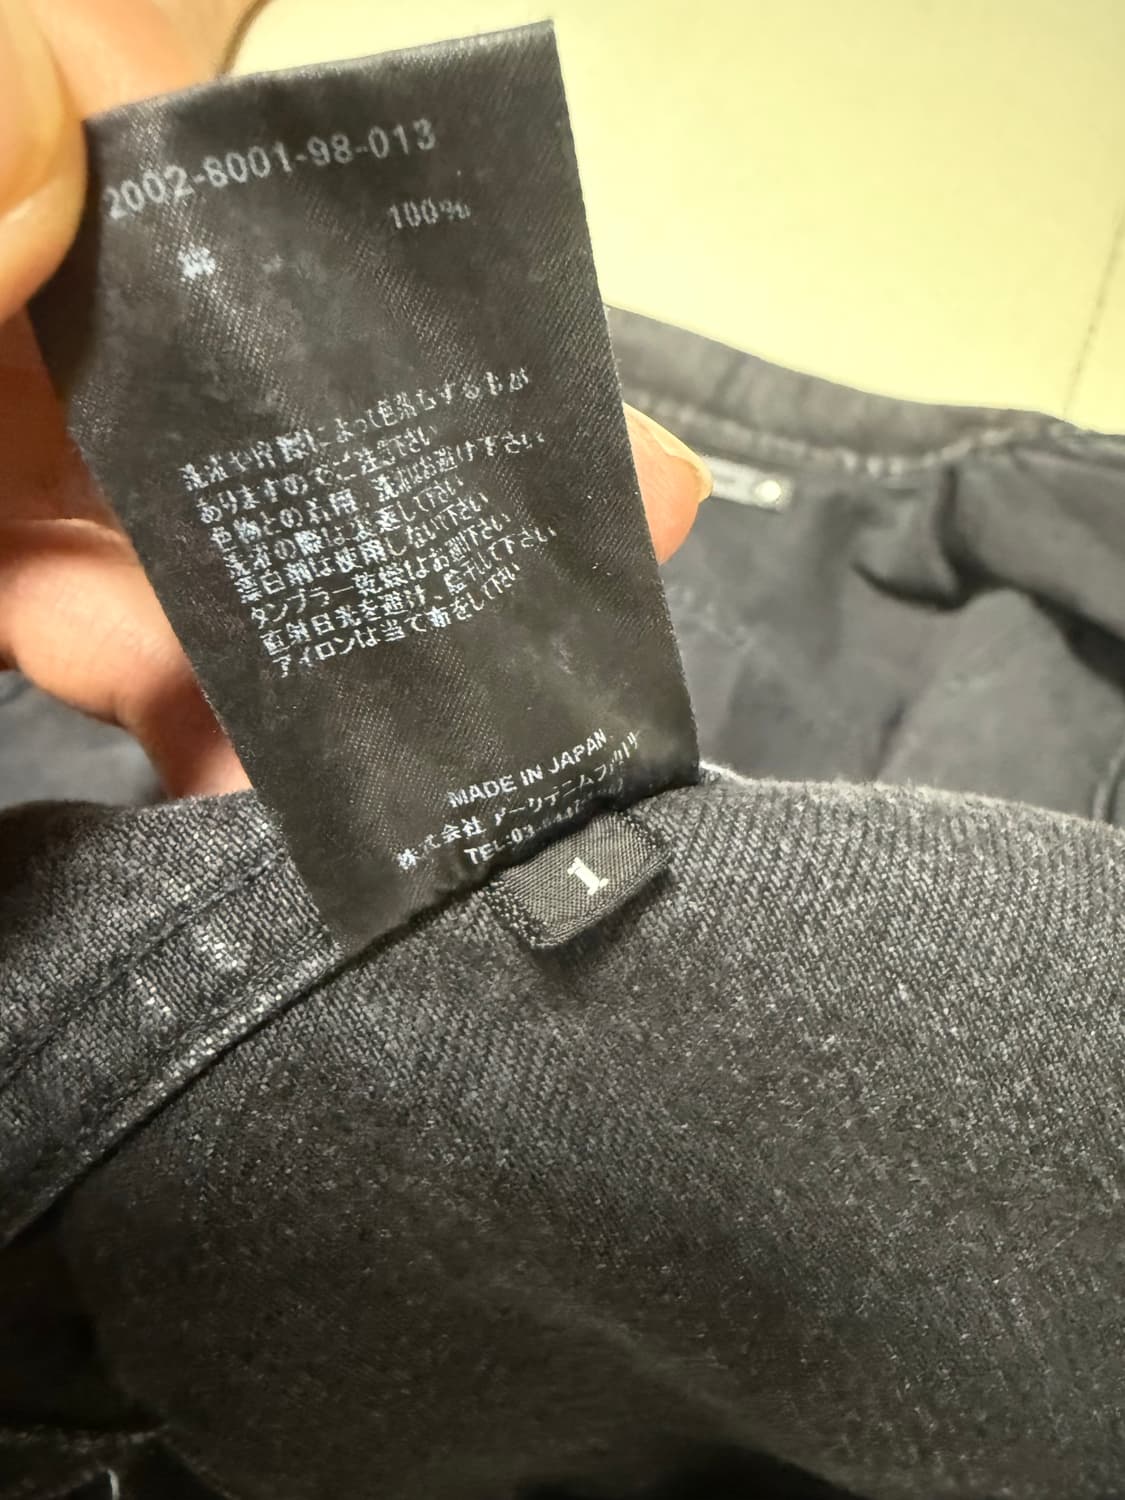 2002-8001-98-013
100%
綿
洗濯や摩擦によって色落ちするものが
ありますのでご注意下さい
色物との共用 洗濯はお避け下さい
洗濯の際は裏返して下さい
漂白剤は使用しないで下さい
タンブラー乾燥はお避け下さい
直射日光を避け、陰干しして下さい
アイロンは当て布をして下さい
MADE IN JAPAN
株式会社
TEL:03
1